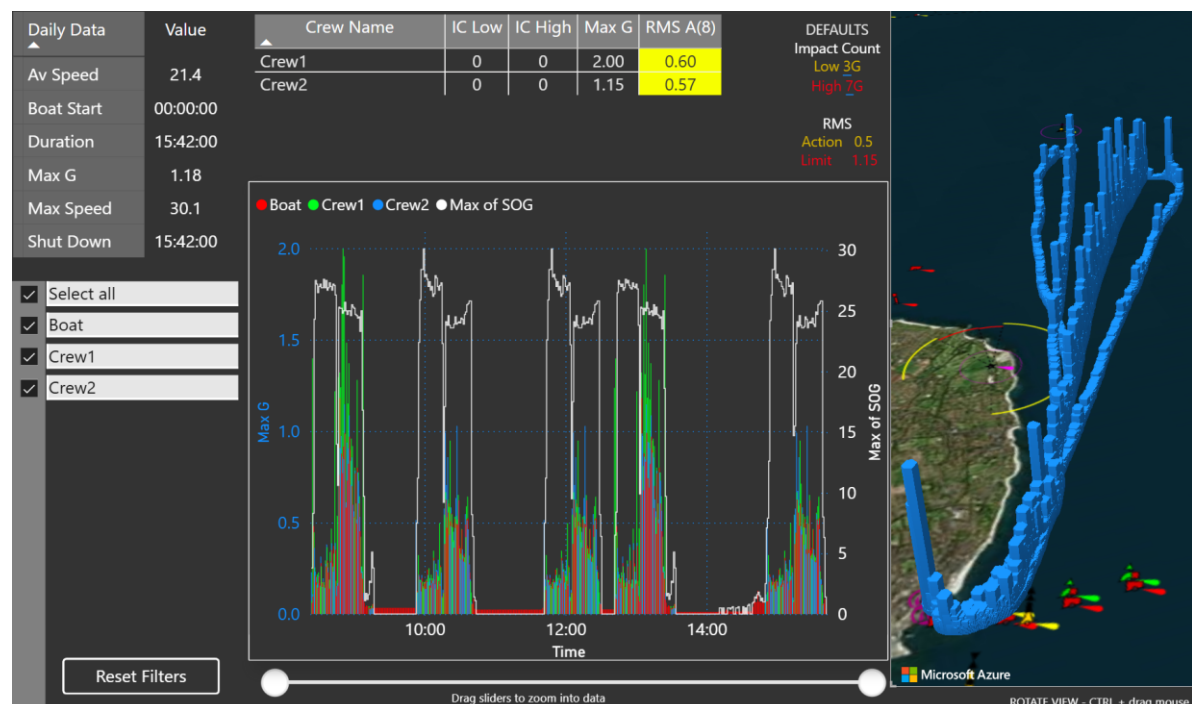 Daily Data Value
Av Speed 21.4
Boat Start 00:00:00
Duration 15:42:00
Max G 1.18
Max Speed 30.1
Shut Down 15:42:00
Select all
Boat
Crew1
Crew2
Reset Filters
Crew Name IC Low IC High Max G RMS A(8)
Crew1 0 0 2.00 0.60
Crew2 0 0 1.15 0.57
DEFAULTS
Impact Count
Low 3G
High 7G
RMS
Action 0.5
Limit 1.15
Boat Crew1 Crew2 Max of SOG
2.0
1.5
1.0
0.5
0.0
Max G
30
25
20
15
10
5
0
Max of SOG
10:00 12:00 14:00
Time
Drag sliders to zoom into data
Microsoft Azure
ROTATE VIEW - CTRL + drag mouse